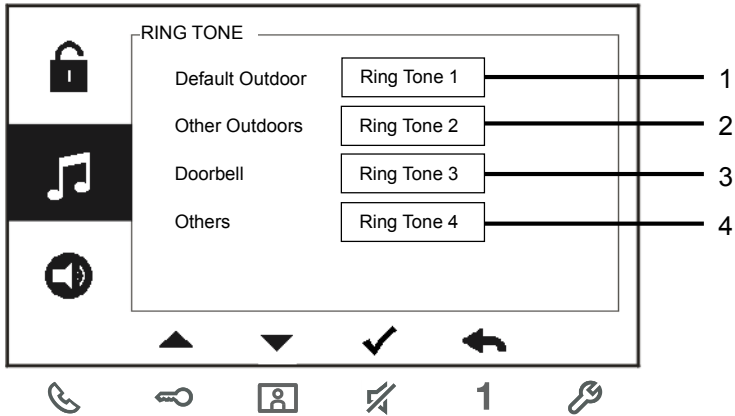 RING TONE
Default Outdoor Ring Tone 1 1
Other Outdoors Ring Tone 2 2
Doorbell Ring Tone 3 3
Others Ring Tone 4 4
1